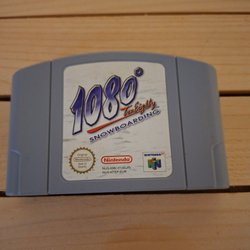 1080°
TenEighty
SNOWBOARDING
Nintendo
NINTENDO 64